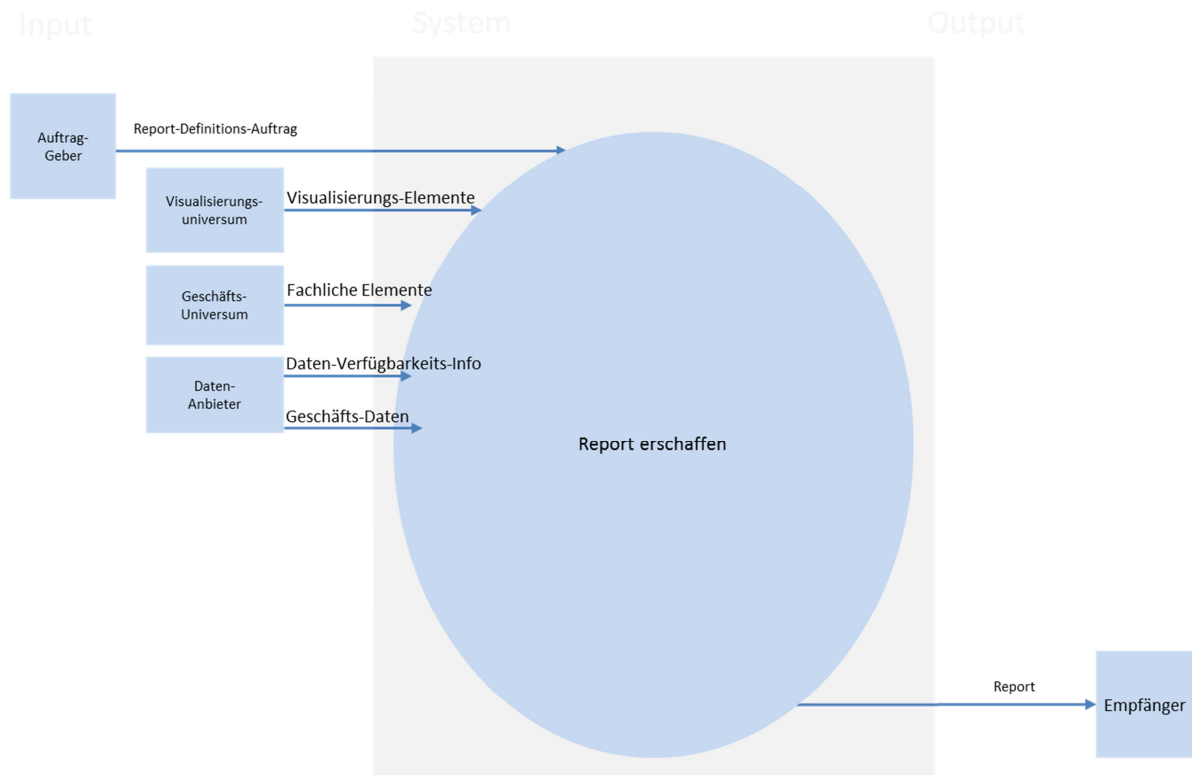 Input
System
Output
Auftrag-
Geber
Report-Definitions-Auftrag
Visualisierungs-
universum
Visualisierungs-Elemente
Geschäfts-
Universum
Fachliche Elemente
Daten-
Anbieter
Daten-Verfügbarkeits-Info
Geschäfts-Daten
Report erschaffen
Report
Empfänger